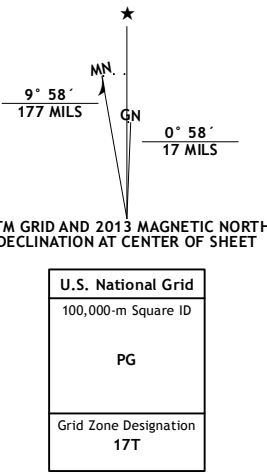 ★
MN
9° 58´
177 MILS
GN
0° 58´
17 MILS
TM GRID AND 2013 MAGNETIC NORTH
DECLINATION AT CENTER OF SHEET
U.S. National Grid
100,000-m Square ID
PG
Grid Zone Designation
17T